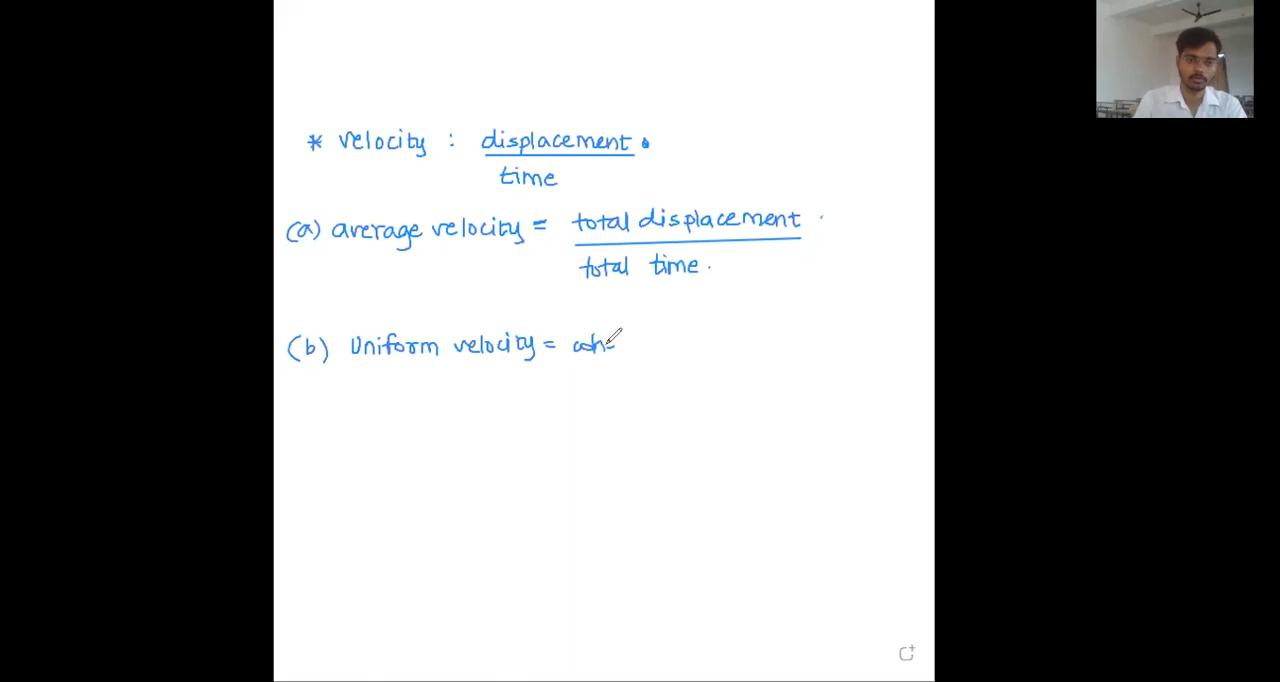 * velocity : displacement .
time
(a) average velocity = total displacement .
total time .
(b) Uniform velocity =